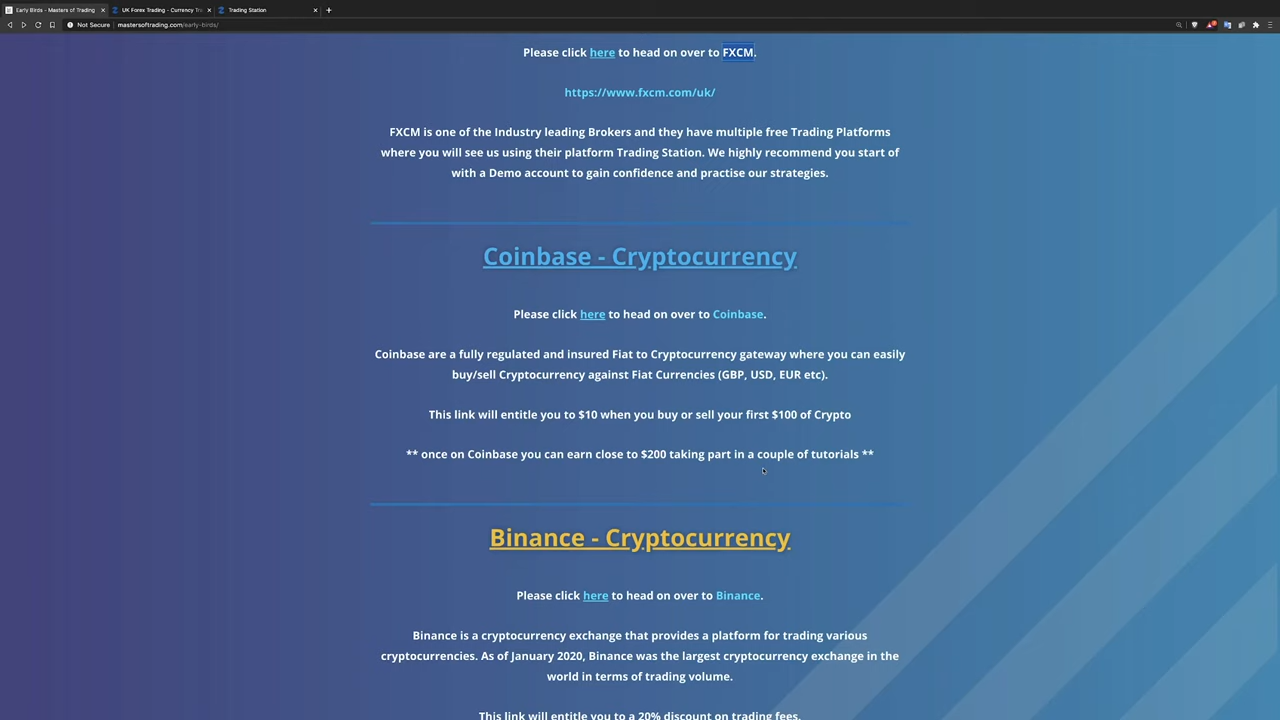 Early Birds - Masters of Trading
UK Forex Trading - Currency Tra
Trading Station
Not Secure
mastersoftrading.com/early-birds/
Please click here to head on over to FXCM.
https://www.fxcm.com/uk/
FXCM is one of the Industry leading Brokers and they have multiple free Trading Platforms
where you will see us using their platform Trading Station. We highly recommend you start of
with a Demo account to gain confidence and practise our strategies.
Coinbase - Cryptocurrency
Please click here to head on over to Coinbase.
Coinbase are a fully regulated and insured Fiat to Cryptocurrency gateway where you can easily
buy/sell Cryptocurrency against Fiat Currencies (GBP, USD, EUR etc).
This link will entitle you to $10 when you buy or sell your first $100 of Crypto
** once on Coinbase you can earn close to $200 taking part in a couple of tutorials **
Binance - Cryptocurrency
Please click here to head on over to Binance.
Binance is a cryptocurrency exchange that provides a platform for trading various
cryptocurrencies. As of January 2020, Binance was the largest cryptocurrency exchange in the
world in terms of trading volume.
This link will entitle you to a 20% discount on trading fees.